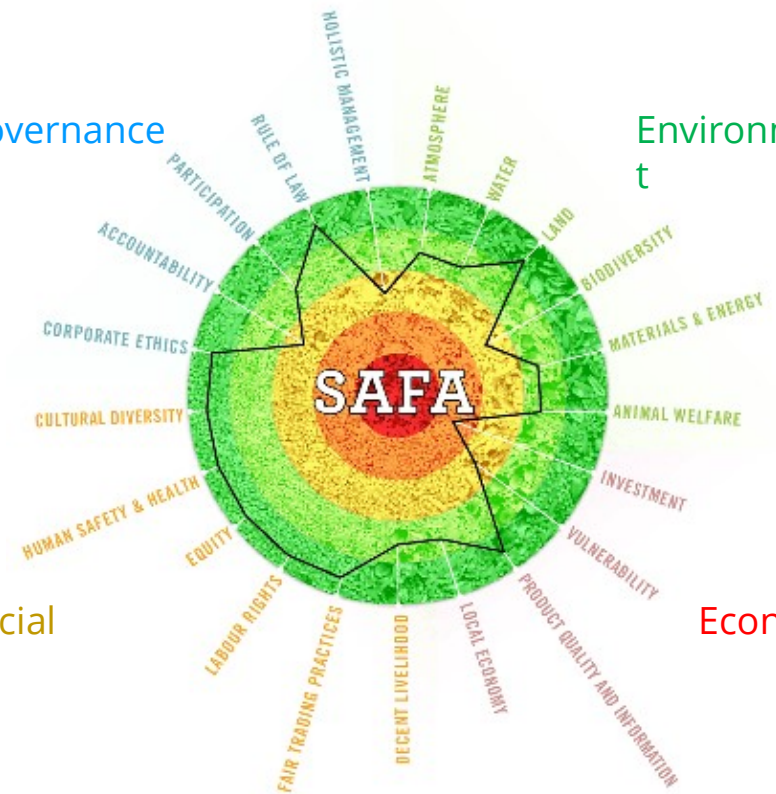 HOLISTIC MANAGEMENT
ATMOSPHERE
WATER
LAND
BIODIVERSITY
MATERIALS & ENERGY
ANIMAL WELFARE
INVESTMENT
VULNERABILITY
PRODUCT QUALITY AND INFORMATION
LOCAL ECONOMY
DECENT LIVELIHOOD
FAIR TRADING PRACTICES
LABOUR RIGHTS
EQUITY
HUMAN SAFETY & HEALTH
CULTURAL DIVERSITY
CORPORATE ETHICS
ACCOUNTABILITY
PARTICIPATION
RULE OF LAW
SAFA
overnance
Environn
t
cial
Econ